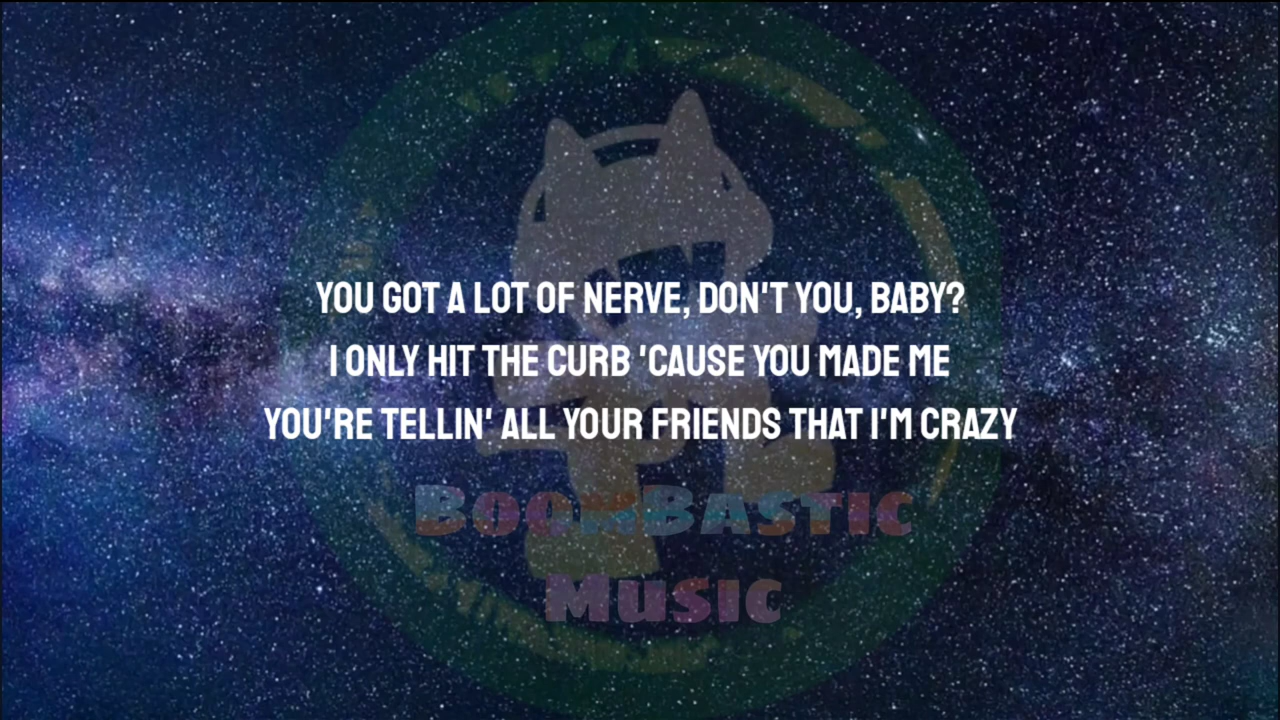 YOU GOT A LOT OF NERVE, DON'T YOU, BABY?
I ONLY HIT THE CURB 'CAUSE YOU MADE ME
YOU'RE TELLIN' ALL YOUR FRIENDS THAT I'M CRAZY
BOOMBASTIC
MUSIC